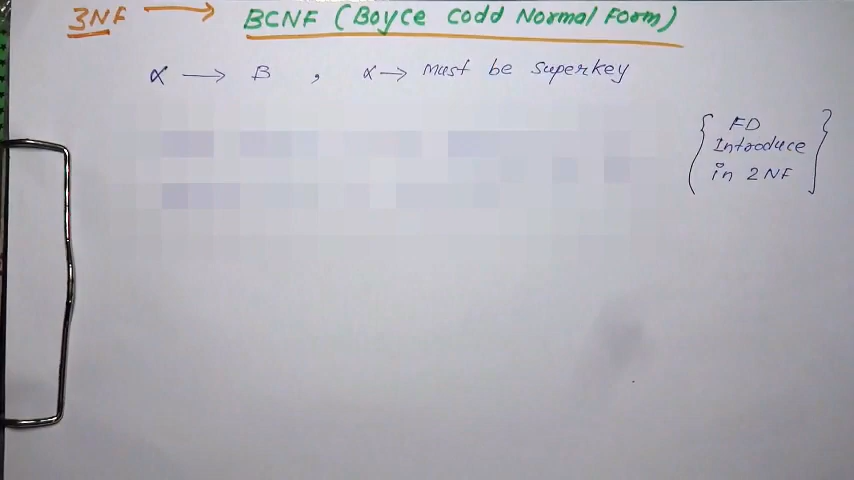 3NF → BCNF (Boyce Codd Normal Form)
α → B , α → must be superkey
{ FD
Introduce
in 2NF }